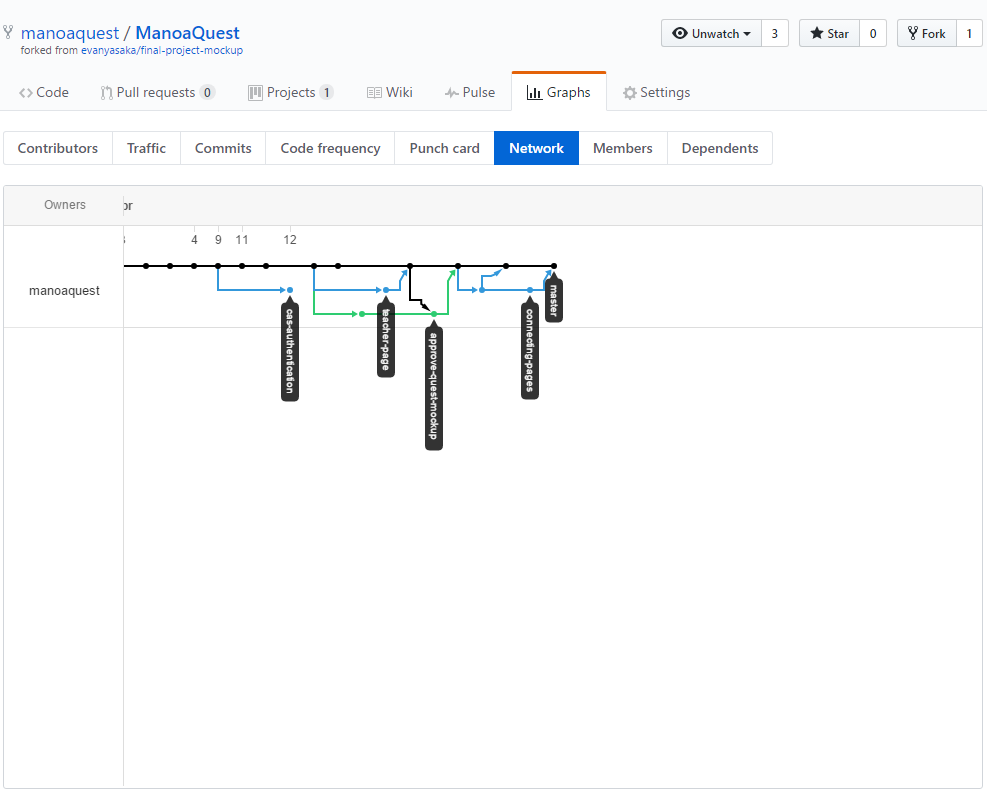 manoaquest / ManoaQuest
forked from evanyasaka/final-project-mockup
Unwatch 3 Star 0 Fork 1
Code Pull requests 0 Projects 1 Wiki Pulse Graphs Settings
Contributors Traffic Commits Code frequency Punch card Network Members Dependents
Owners or
4 9 11 12
manoaquest
cas-authentication
teacher-page
approve-quest-mockup
connecting-pages
master